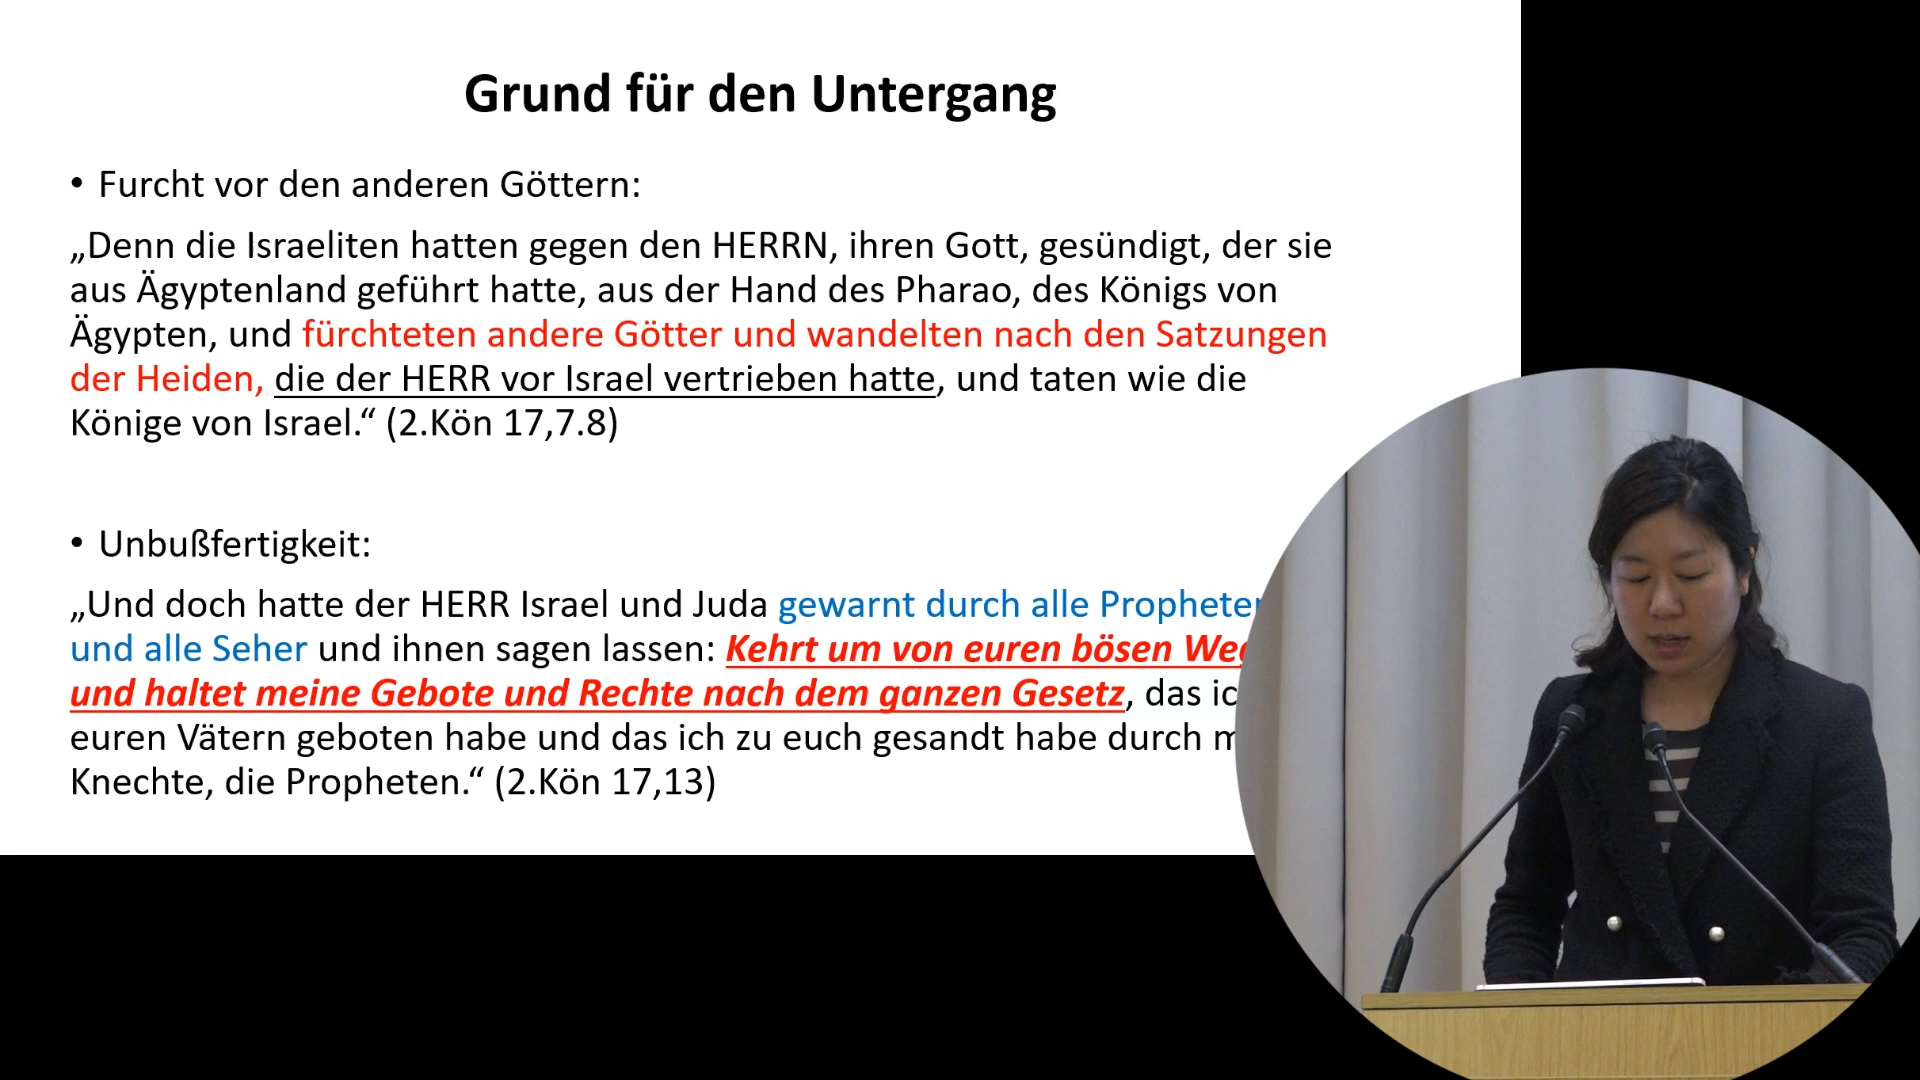 Grund für den Untergang
• Furcht vor den anderen Göttern:
„Denn die Israeliten hatten gegen den HERRN, ihren Gott, gesündigt, der sie
aus Ägyptenland geführt hatte, aus der Hand des Pharao, des Königs von
Ägypten, und fürchteten andere Götter und wandelten nach den Satzungen
der Heiden, die der HERR vor Israel vertrieben hatte, und taten wie die
Könige von Israel.“ (2.Kön 17,7.8)
• Unbußfertigkeit:
„Und doch hatte der HERR Israel und Juda gewarnt durch alle Propheten
und alle Seher und ihnen sagen lassen: Kehrt um von euren bösen
und haltet meine Gebote und Rechte nach dem ganzen Gesetz, das
euren Vätern geboten habe und das ich zu euch gesandt habe durch
Knechte, die Propheten.“ (2.Kön 17,13)